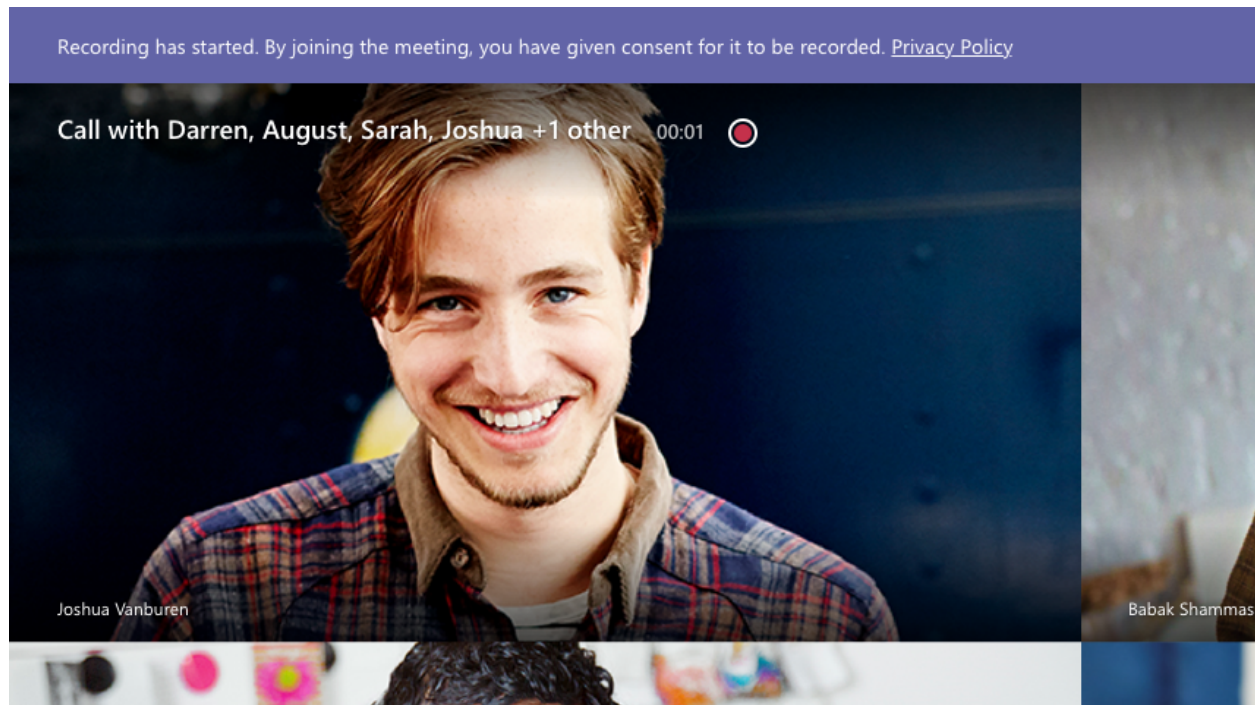 Recording has started. By joining the meeting, you have given consent for it to be recorded. Privacy Policy
Call with Darren, August, Sarah, Joshua +1 other 00:01
Joshua Vanburen
Babak Shammas